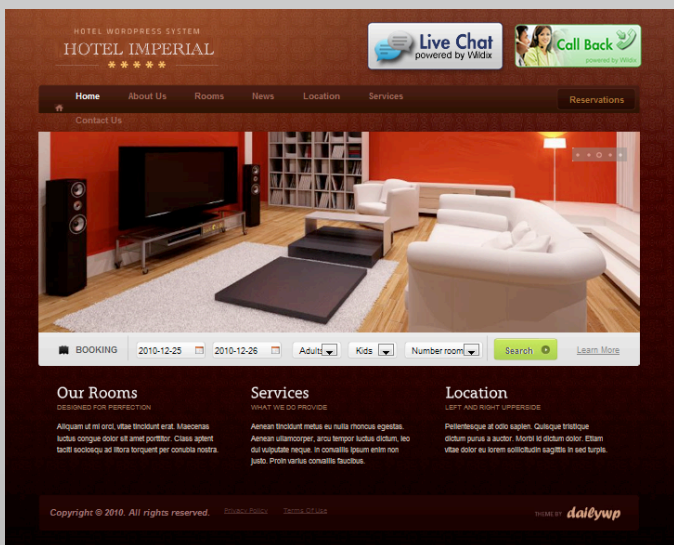 HOTEL WORDPRESS SYSTEM
HOTEL IMPERIAL
Live Chat
powered by Wildix
Call Back
powered by Wildix
Home About Us Rooms News Location Services
Reservations
Contact Us
BOOKING 2010-12-25 2010-12-26 Adults Kids Number room Search Learn More
Our Rooms
DESIGNED FOR PERFECTION
Aliquam ut mi orci, vitae tincidunt erat. Maecenas
luctus congue dolor sit amet porttitor. Class aptent
taciti sociosqu ad litora torquent per conubia nostra.
Services
WHAT WE DO PROVIDE
Aenean tincidunt metus eu nulla rhoncus egestas.
Aenean ullamcorper, arcu tempor luctus dictum, leo
dui vulputate neque. In convallis ipsum enim non
justo. Proin varius convallis faucibus.
Location
LEFT AND RIGHT UPPERSIDE
Pellentesque at odio sapien. Quisque tristique
dictum purus a auctor. Morbi id dictum dolor. Etiam
vitae dolor eu lorem sollicitudin sagittis in sed turpis.
Copyright © 2010. All rights reserved. Privacy Policy Terms Of Use
THEME BY dailywp